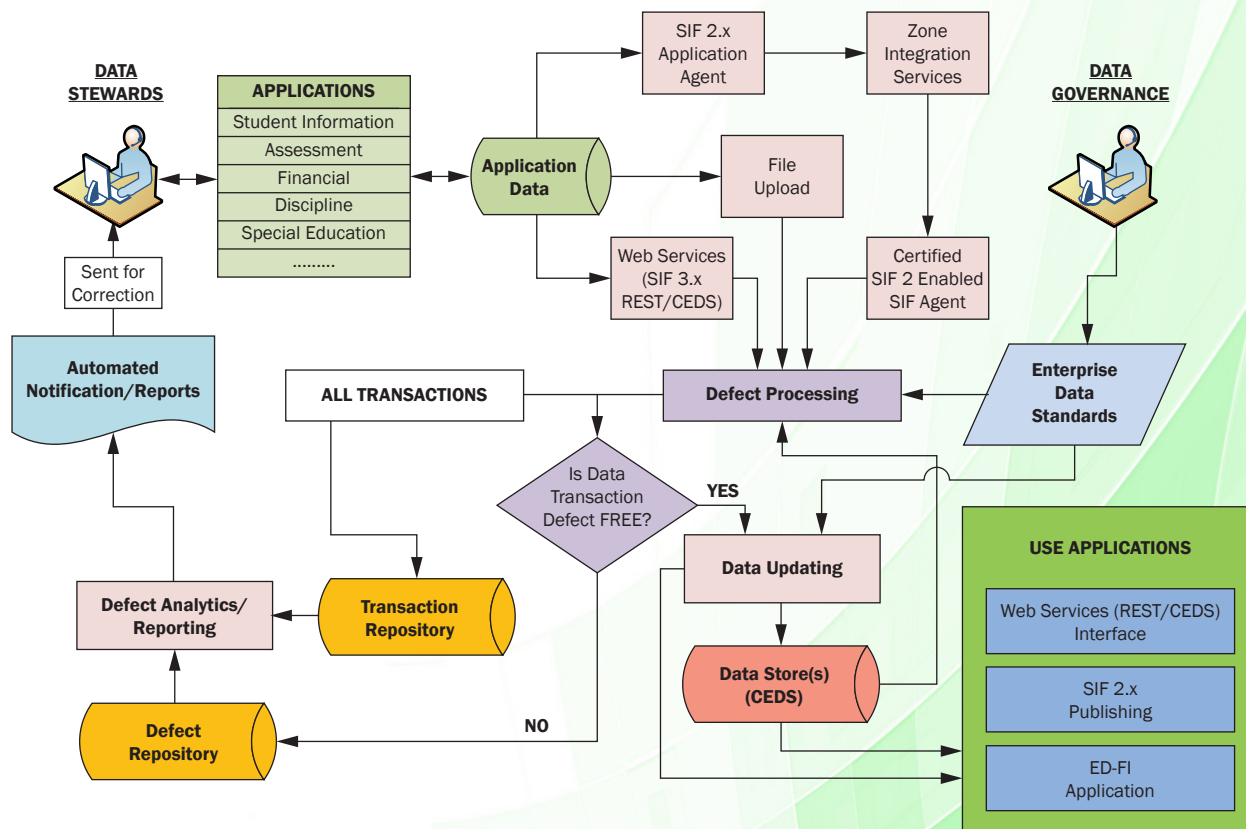 DATA
STEWARDS
APPLICATIONS
Student Information
Assessment
Financial
Discipline
Special Education
.........
Application
Data
SIF 2.x
Application
Agent
Zone
Integration
Services
File
Upload
Web Services
(SIF 3.x
REST/CEDS)
Certified
SIF 2 Enabled
SIF Agent
DATA
GOVERNANCE
Sent for
Correction
Automated
Notification/Reports
ALL TRANSACTIONS
Defect Processing
Enterprise
Data
Standards
Is Data
Transaction
Defect FREE?
YES
Data Updating
Defect Analytics/
Reporting
Transaction
Repository
Data Store(s)
(CEDS)
Defect
Repository
NO
USE APPLICATIONS
Web Services (REST/CEDS)
Interface
SIF 2.x
Publishing
ED-FI
Application